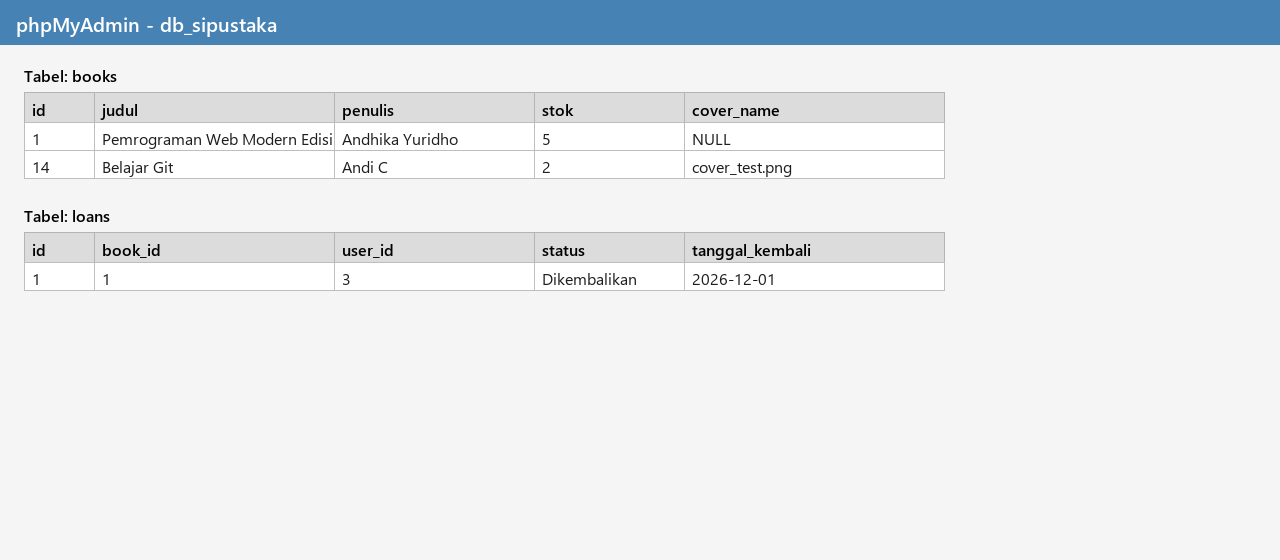 phpMyAdmin - db_sipustaka
Tabel: books
id judul penulis stok cover_name
1 Pemrograman Web Modern Edisi Andhika Yuridho 5 NULL
14 Belajar Git Andi C 2 cover_test.png
Tabel: loans
id book_id user_id status tanggal_kembali
1 1 3 Dikembalikan 2026-12-01